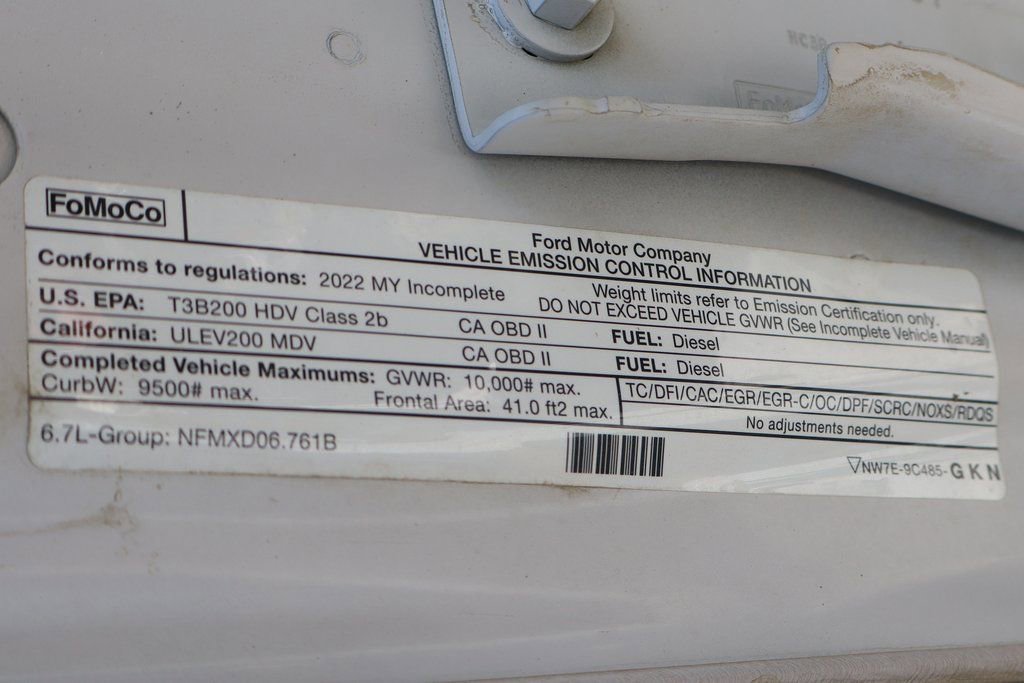 FoMoCo
Ford Motor Company
VEHICLE EMISSION CONTROL INFORMATION
Conforms to regulations: 2022 MY Incomplete
Weight limits refer to Emission Certification only.
DO NOT EXCEED VEHICLE GVWR (See Incomplete Vehicle Manual)
U.S. EPA: T3B200 HDV Class 2b CA OBD II FUEL: Diesel
California: ULEV200 MDV CA OBD II FUEL: Diesel
Completed Vehicle Maximums: GVWR: 10,000# max.
CurbW: 9500# max. Frontal Area: 41.0 ft2 max.
TC/DFI/CAC/EGR/EGR-C/OC/DPF/SCRC/NOXS/RDQS
No adjustments needed.
6.7L-Group: NFMXD06.761B
NW7E-9C485-GKN